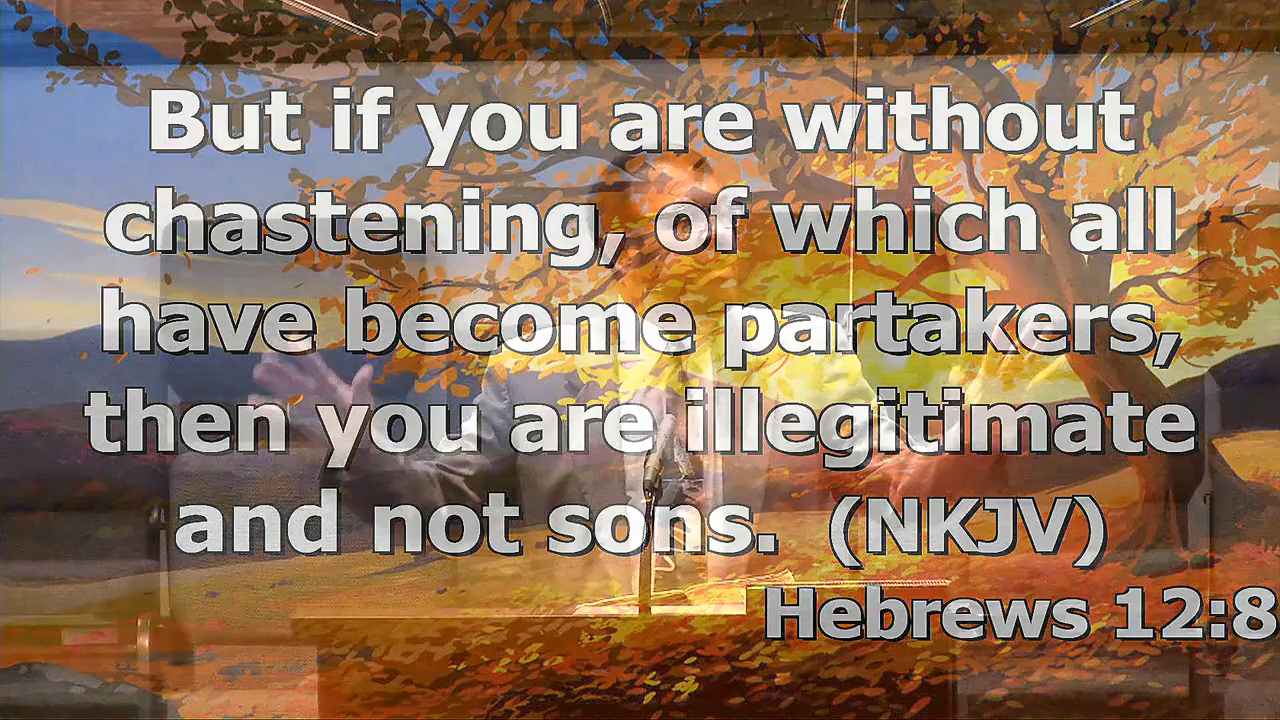 But if you are without
chastening, of which all
have become partakers,
then you are illegitimate
and not sons.  (NKJV)
Hebrews 12:8